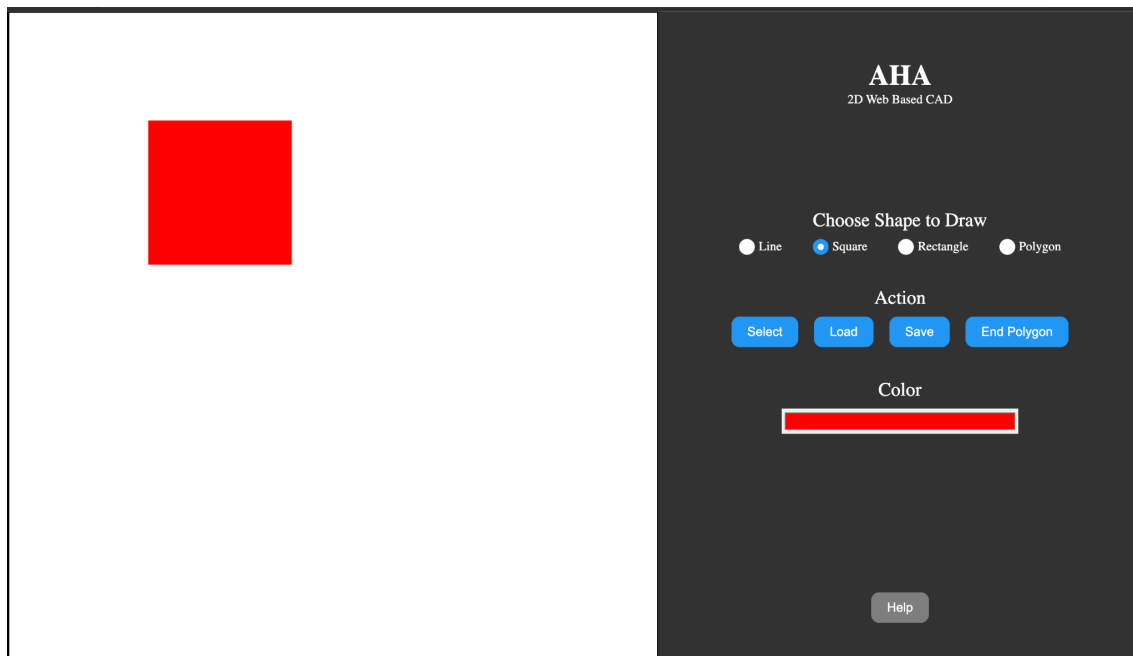 AHA
2D Web Based CAD
Choose Shape to Draw
Line Square Rectangle Polygon
Action
Select Load Save End Polygon
Color
Help